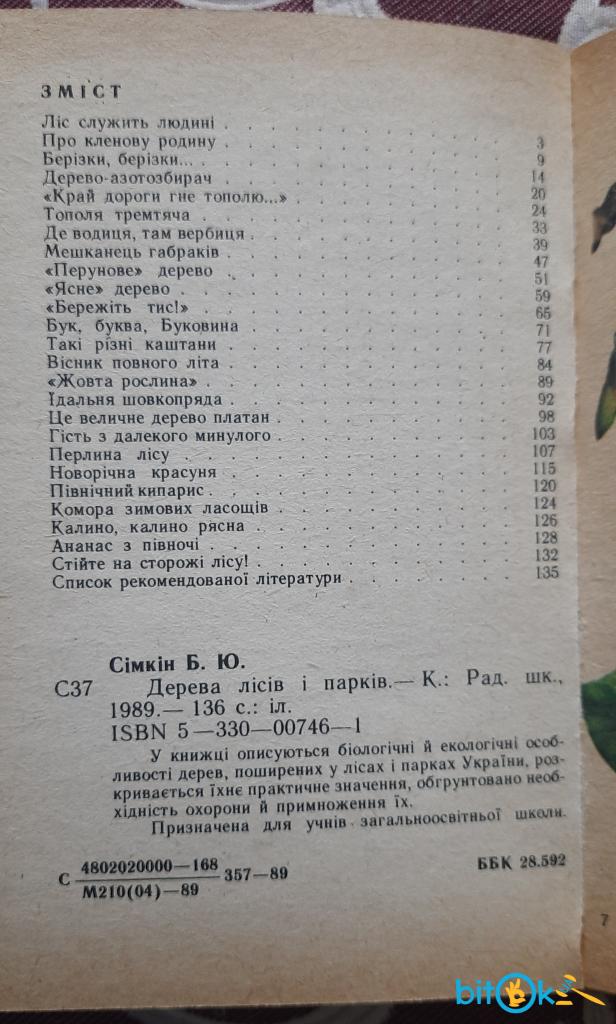 ЗМІСТ
Ліс служить людині . . . . . . . . . . 3
Про кленову родину . . . . . . . . . . 9
Берізки, берізки... . . . . . . . . . . 14
Дерево-азотозбирач . . . . . . . . . . 20
«Край дороги гне тополю...» . . . . . . . . 24
Тополя тремтяча . . . . . . . . . . 33
Де водиця, там вербиця . . . . . . . . . 39
Мешканець габраків . . . . . . . . . . 47
«Перунове» дерево . . . . . . . . . . 51
«Ясне» дерево . . . . . . . . . . 59
«Бережіть тис!» . . . . . . . . . . 65
Бук, буква, Буковина . . . . . . . . . 71
Такі різні каштани . . . . . . . . . . 77
Вісник повного літа . . . . . . . . . . 84
«Жовта рослина» . . . . . . . . . . 89
Їдальня шовкопряда . . . . . . . . . . 92
Це величне дерево платан . . . . . . . . 98
Гість з далекого минулого . . . . . . . . 103
Перлина лісу . . . . . . . . . . 107
Новорічна красуня . . . . . . . . . . 115
Північний кипарис . . . . . . . . . . 120
Комора зимових ласощів . . . . . . . . 124
Калино, калино рясна . . . . . . . . . 126
Ананас з півночі . . . . . . . . . . 128
Стійте на сторожі лісу! . . . . . . . . . 132
Список рекомендованої літератури . . . . . . 135
Сімкін Б. Ю.
С37 Дерева лісів і парків.— К.: Рад. шк.,
1989.— 136 с.: іл.
ISBN 5—330—00746—1
У книжці описуються біологічні й екологічні особ-
ливості дерев, поширених у лісах і парках України, роз-
кривається їхнє практичне значення, обґрунтовано необ-
хідність охорони й примноження їх.
Призначена для учнів загальноосвітньої школи.
С 4802020000—168 357—89 ББК 28.592
М210(04)—89
7
bitok